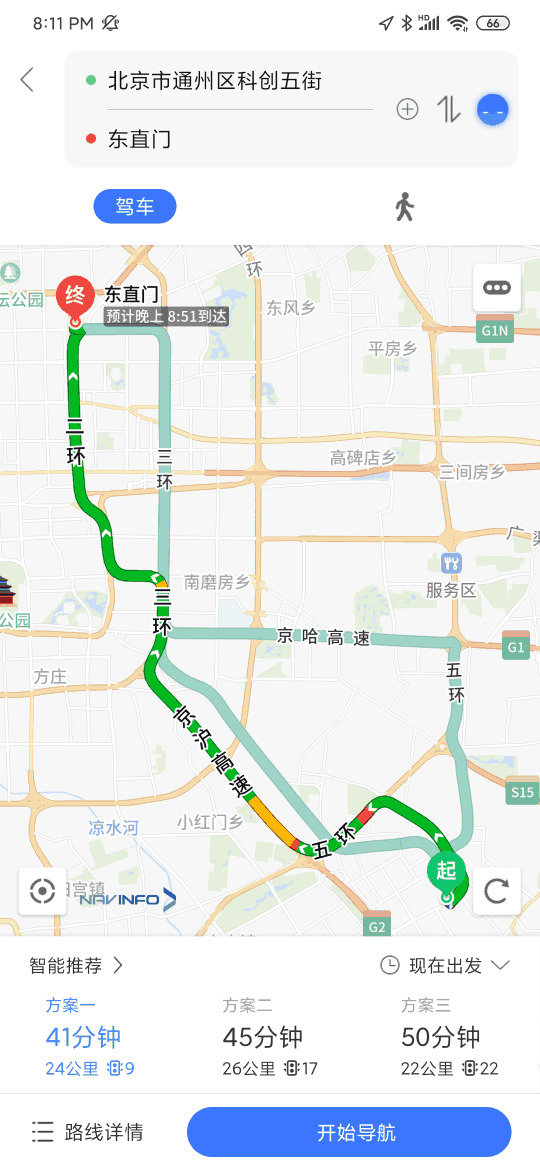 8:11 PM
HD
66
北京市通州区科创五街
东直门
驾车
四环
终
东直门
预计晚上 8:51到达
坛公园
东风乡
平房乡
G1N
二环
三环
高碑店乡
三间房乡
广渠
服务区
南磨房乡
公园
三环
京哈高速
G1
五环
方庄
京沪高速
S15
小红门乡
凉水河
五环
起
旧宫镇
NAVINFO
G2
智能推荐
现在出发
方案一
方案二
方案三
41分钟
45分钟
50分钟
24公里 9
26公里 17
22公里 22
路线详情
开始导航